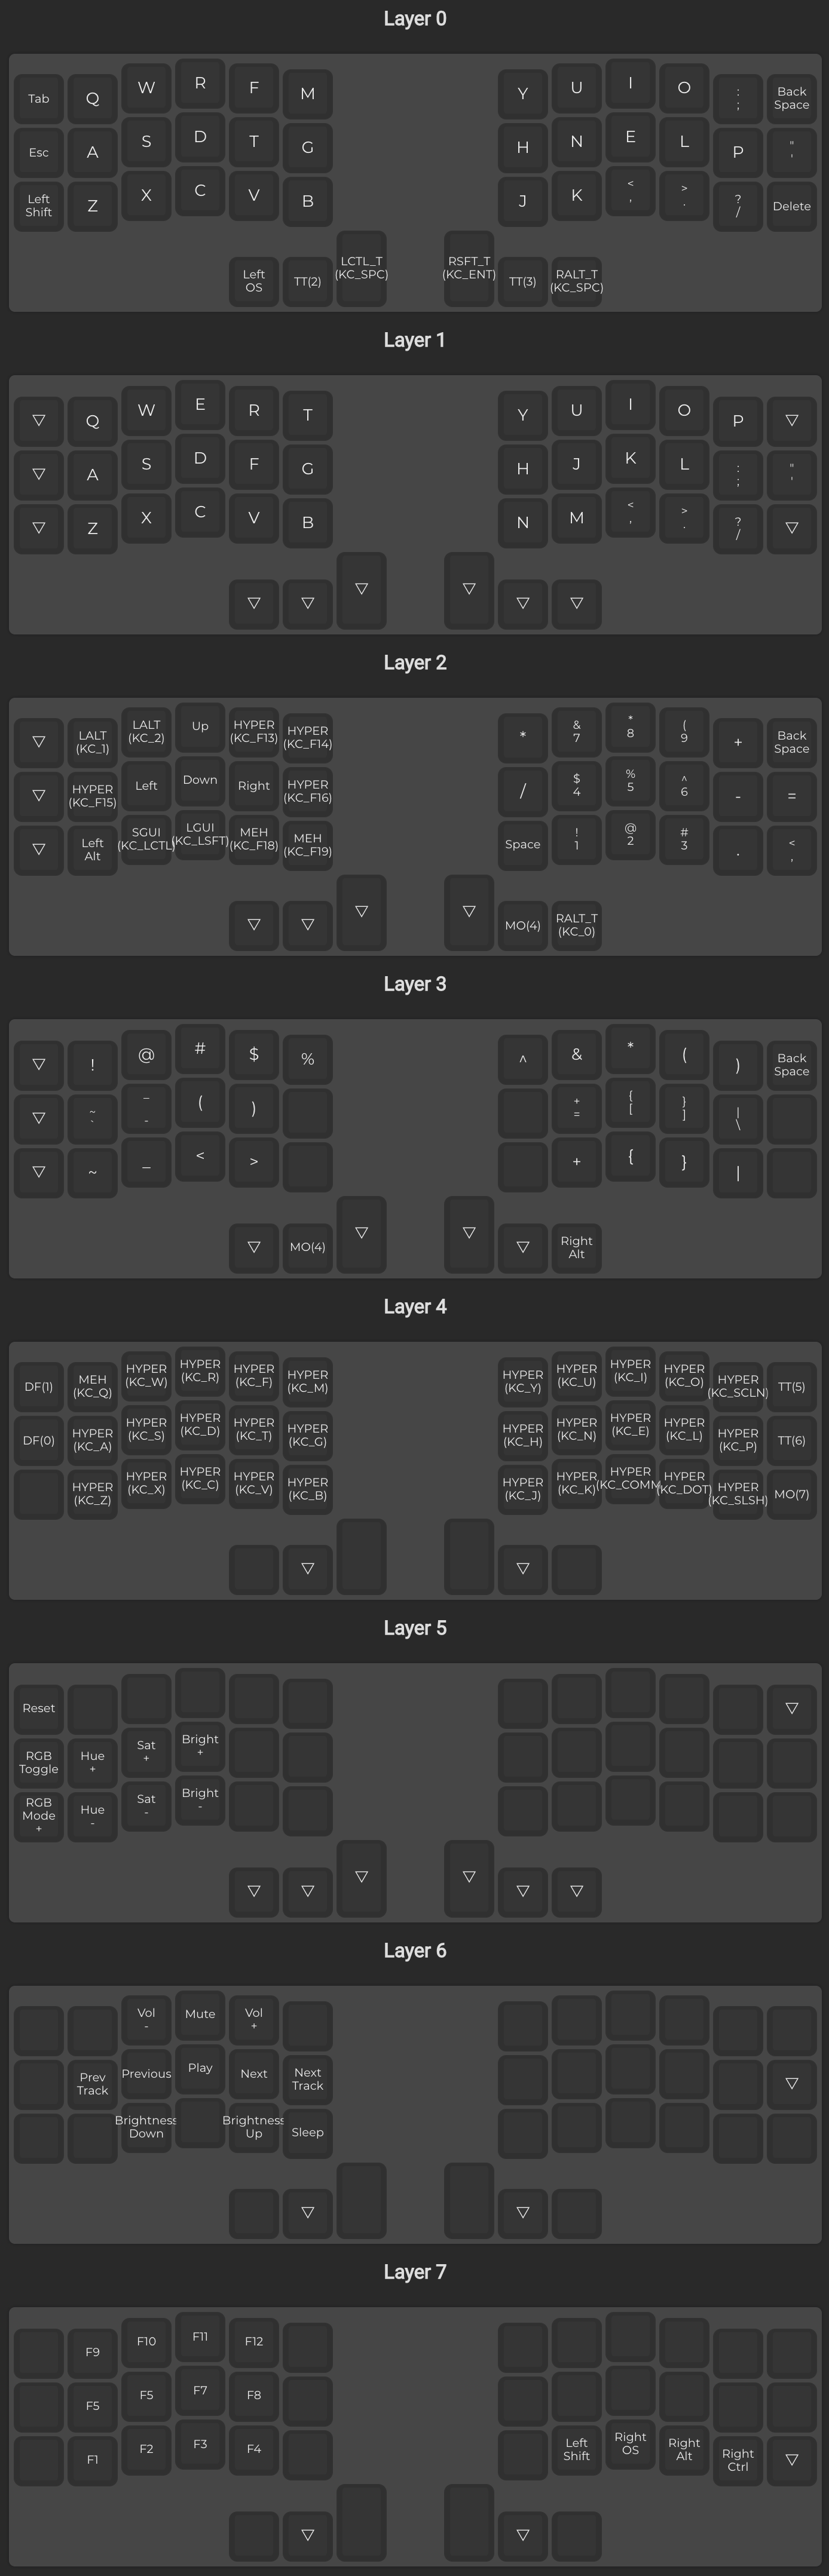 Layer 0
Tab Q W R F M Y U I O : ; Back Space
Esc A S D T G H N E L P " '
Left Shift Z X C V B J K < , > . ? / Delete
Left OS TT(2) LCTL_T (KC_SPC) RSFT_T (KC_ENT) TT(3) RALT_T (KC_SPC)
Layer 1
▽ Q W E R T Y U I O P ▽
▽ A S D F G H J K L : ; " '
▽ Z X C V B N M < , > . ? / ▽
▽ ▽ ▽ ▽ ▽ ▽
Layer 2
▽ LALT (KC_1) LALT (KC_2) Up HYPER (KC_F13) HYPER (KC_F14) * & 7 * 8 ( 9 + Back Space
▽ HYPER (KC_F15) Left Down Right HYPER (KC_F16) / $ 4 % 5 ^ 6 - =
▽ Left Alt SGUI (KC_LCTL) LGUI (KC_LSFT) MEH (KC_F18) MEH (KC_F19) Space ! 1 @ 2 # 3 . < ,
▽ ▽ ▽ ▽ MO(4) RALT_T (KC_0)
Layer 3
▽ ! @ # $ % ^ & * ( ) Back Space
▽ ~ ` _ - ( ) + = { [ } ] | \
▽ ~ _ < > + { } |
▽ MO(4) ▽ ▽ ▽ Right Alt
Layer 4
DF(1) MEH (KC_Q) HYPER (KC_W) HYPER (KC_R) HYPER (KC_F) HYPER (KC_M) HYPER (KC_Y) HYPER (KC_U) HYPER (KC_I) HYPER (KC_O) HYPER (KC_SCLN) TT(5)
DF(0) HYPER (KC_A) HYPER (KC_S) HYPER (KC_D) HYPER (KC_T) HYPER (KC_G) HYPER (KC_H) HYPER (KC_N) HYPER (KC_E) HYPER (KC_L) HYPER (KC_P) TT(6)
HYPER (KC_Z) HYPER (KC_X) HYPER (KC_C) HYPER (KC_V) HYPER (KC_B) HYPER (KC_J) HYPER (KC_K) HYPER (KC_COMM HYPER (KC_DOT) HYPER (KC_SLSH) MO(7)
▽ ▽
Layer 5
Reset ▽
RGB Toggle Hue + Sat + Bright +
RGB Mode + Hue - Sat - Bright -
▽ ▽ ▽ ▽ ▽ ▽
Layer 6
Vol - Mute Vol +
Prev Track Previous Play Next Next Track ▽
Brightness Down Brightness Up Sleep
▽ ▽
Layer 7
F9 F10 F11 F12
F5 F5 F7 F8
F1 F2 F3 F4 Left Shift Right OS Right Alt Right Ctrl ▽
▽ ▽